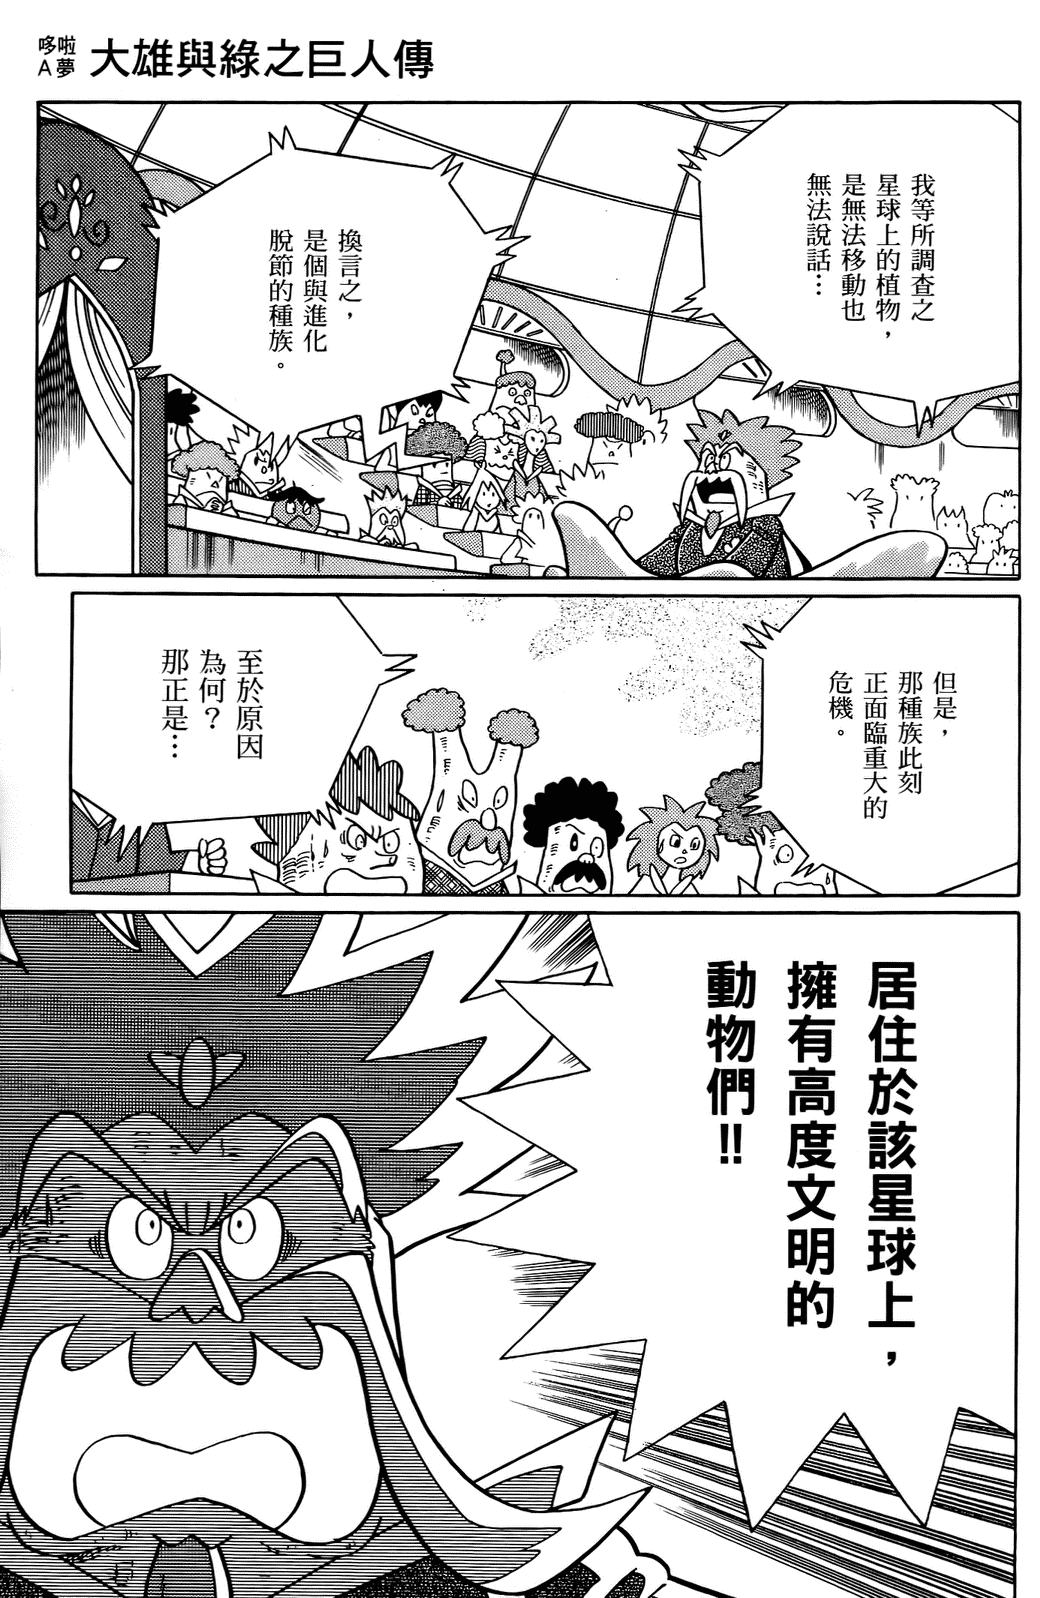 哆啦
A夢
大雄與綠之巨人傳
我等所調查之
星球上的植物，
是無法移動也
無法說話…
換言之，
是個與進化
脫節的種族。
但是，
那種族此刻
正面臨重大的
危機。
至於原因
為何？
那正是…
居住於該星球上，
擁有高度文明的
動物們!!